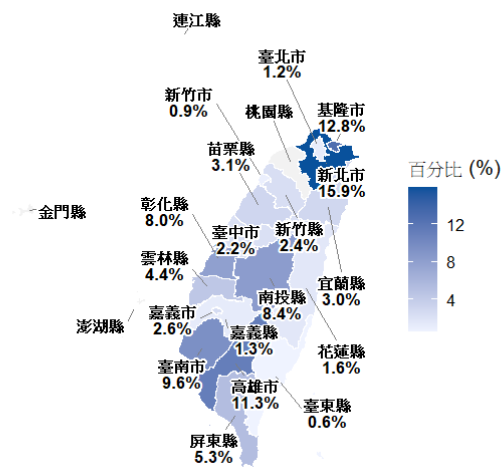 連江縣
臺北市
1.2%
新竹市
0.9%
桃園縣
基隆市
12.8%
苗栗縣
3.1%
新北市
15.9%
百分比 (%)
金門縣
彰化縣
8.0%
臺中市
2.2%
新竹縣
2.4%
12
雲林縣
4.4%
8
宜蘭縣
3.0%
南投縣
8.4%
4
嘉義市
2.6%
澎湖縣
嘉義縣
1.3%
花蓮縣
1.6%
臺南市
9.6%
高雄市
11.3%
臺東縣
0.6%
屏東縣
5.3%